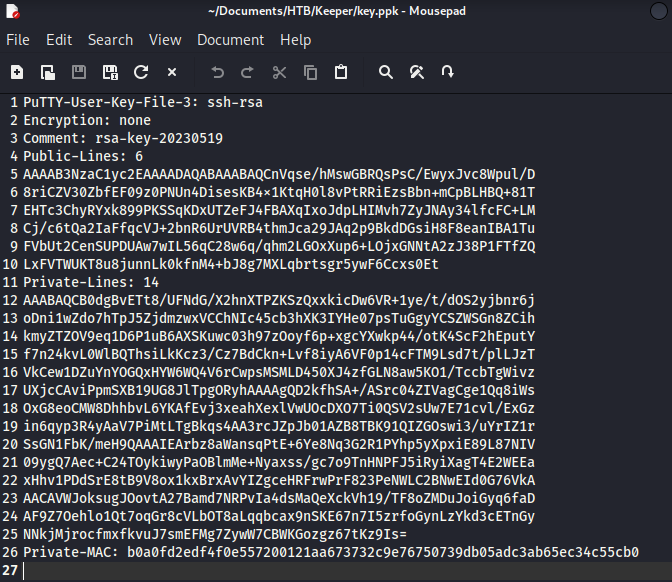 ~/Documents/HTB/Keeper/key.ppk - Mousepad
File Edit Search View Document Help
1 PuTTY-User-Key-File-3: ssh-rsa
2 Encryption: none
3 Comment: rsa-key-20230519
4 Public-Lines: 6
5 AAAAB3NzaC1yc2EAAAADAQABAAABAQCnVqse/hMswGBRQsPsC/EwyxJvc8Wpul/D
6 8riCZV30ZbfEF09z0PNUn4DisesKB4×1KtqH0l8vPtRRiEzsBbn+mCpBLHBQ+81T
7 EHTc3ChyRYxk899PKSSqKDxUTZeFJ4FBAXqIxoJdpLHIMvh7ZyJNAy34lfcFC+LM
8 Cj/c6tQa2IaFfqcVJ+2bnR6UrUVRB4thmJca29JAq2p9BkdDGsiH8F8eanIBA1Tu
9 FVbUt2CenSUPDUAw7wIL56qC28w6q/qhm2LGOxXup6+LOjxGNNtA2zJ38P1FTfZQ
10 LxFVTWUKT8u8junnLk0kfnM4+bJ8g7MXLqbrtsgr5ywF6Ccxs0Et
11 Private-Lines: 14
12 AAABAQCB0dgBvETt8/UFNdG/X2hnXTPZKSzQxxkicDw6VR+1ye/t/dOS2yjbnr6j
13 oDni1wZdo7hTpJ5ZjdmzwxVCChNIc45cb3hXK3IYHe07psTuGgyYCSZWSGn8ZCih
14 kmyZTZOV9eq1D6P1uB6AXSKuwc03h97zOoyf6p+xgcYXwkp44/otK4ScF2hEputY
15 f7n24kvL0WlBQThsiLkKcz3/Cz7BdCkn+Lvf8iyA6VF0p14cFTM9Lsd7t/plLJzT
16 VkCew1DZuYnYOGQxHYW6WQ4V6rCwpsMSMLD450XJ4zfGLN8aw5KO1/TccbTgWivz
17 UXjcCAviPpmSXB19UG8JlTpgORyhAAAAgQD2kfhSA+/ASrc04ZIVagCge1Qq8iWs
18 OxG8eoCMW8DhhbvL6YKAfEvj3xeahXexlVwUOcDXO7Ti0QSV2sUw7E71cvl/ExGz
19 in6qyp3R4yAaV7PiMtLTgBkqs4AA3rcJZpJb01AZB8TBK91QIZGOswi3/uYrIZ1r
20 SsGN1FbK/meH9QAAAIEArbz8aWansqPtE+6Ye8Nq3G2R1PYhp5yXpxiE89L87NIV
21 09ygQ7Aec+C24TOykiwyPaOBlmMe+Nyaxss/gc7o9TnHNPFJ5iRyiXagT4E2WEEa
22 xHhv1PDdSrE8tB9V8ox1kxBrxAvYIZgceHRFrwPrF823PeNWLC2BNwEId0G76VkA
23 AACAVWJoksugJOovtA27Bamd7NRPvIa4dsMaQeXckVh19/TF8oZMDuJoiGyq6faD
24 AF9Z7Oehlo1Qt7oqGr8cVLbOT8aLqqbcax9nSKE67n7I5zrfoGynLzYkd3cETnGy
25 NNkjMjrocfmxfkvuJ7smEFMg7ZywW7CBWKGozgz67tKz9Is=
26 Private-MAC: b0a0fd2edf4f0e557200121aa673732c9e76750739db05adc3ab65ec34c55cb0
27